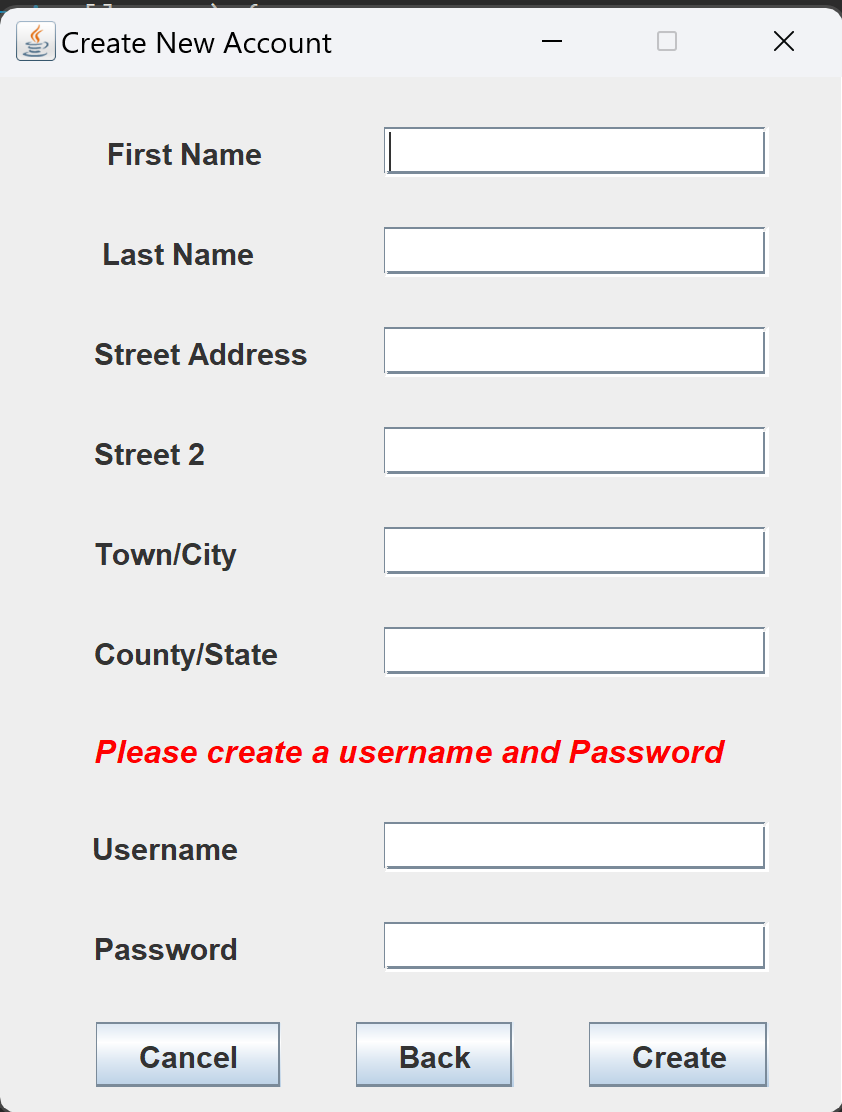 Create New Account
First Name
Last Name
Street Address
Street 2
Town/City
County/State
Please create a username and Password
Username
Password
Cancel Back Create